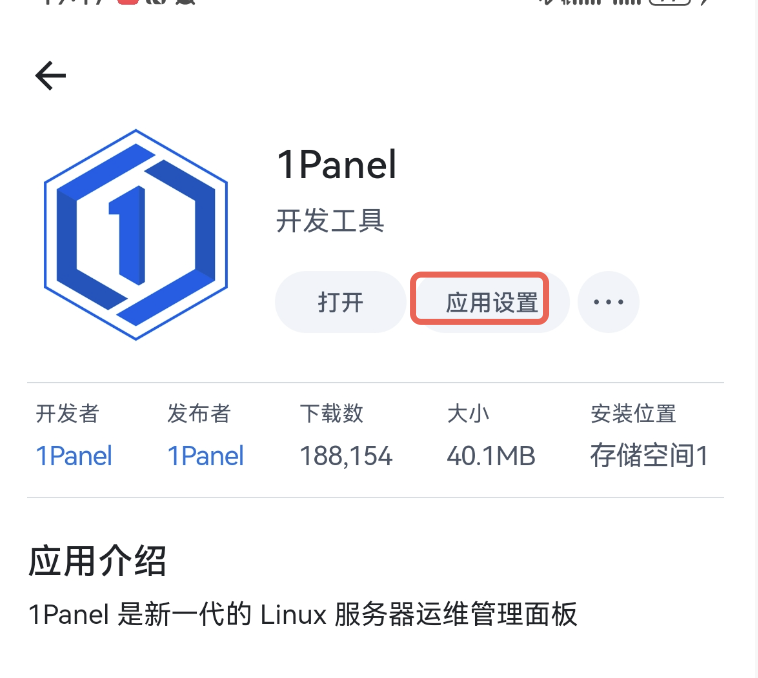 1Panel
开发工具
打开 应用设置 ···
开发者 发布者 下载数 大小 安装位置
1Panel 1Panel 188,154 40.1MB 存储空间1
应用介绍
1Panel 是新一代的 Linux 服务器运维管理面板